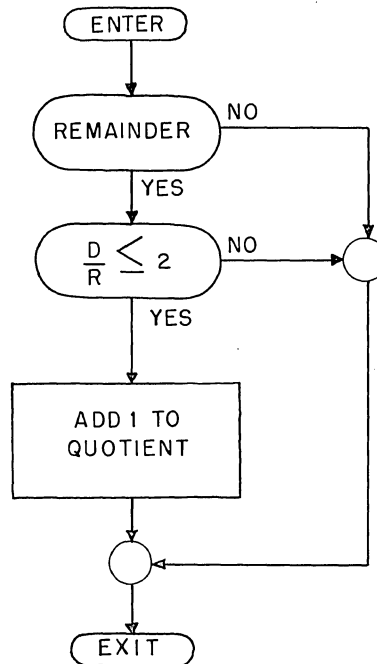 ENTER
REMAINDER
NO
YES
D/R ≤ 2
NO
YES
ADD 1 TO
QUOTIENT
EXIT